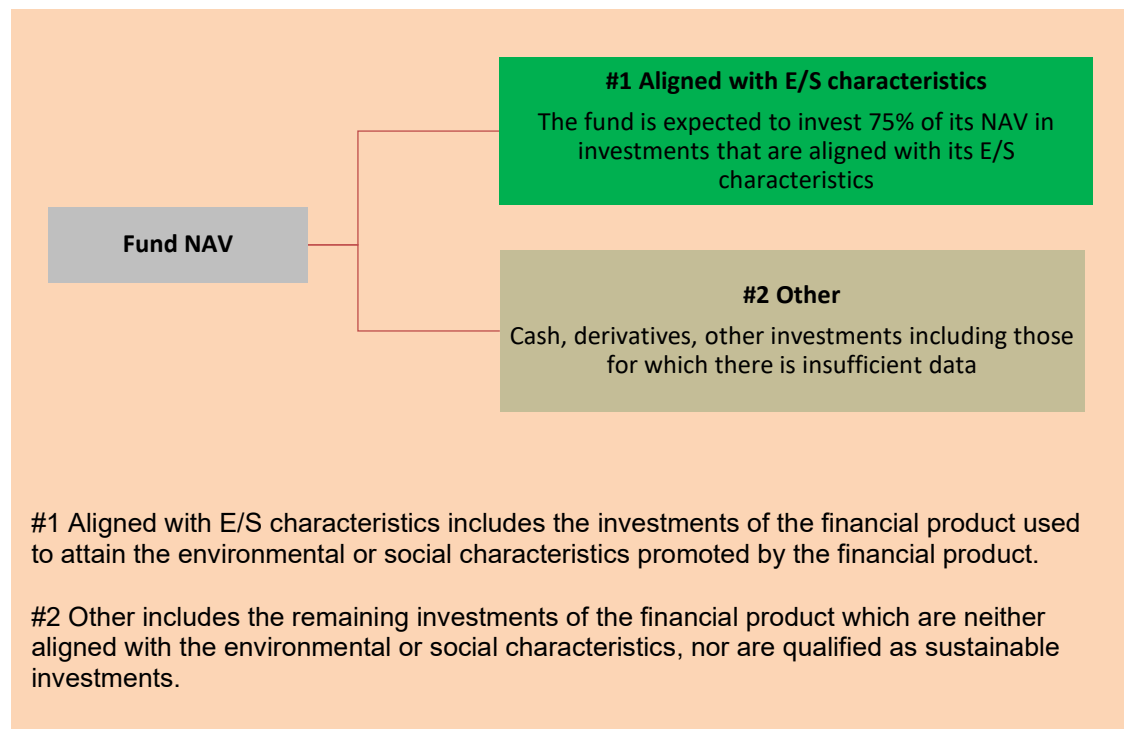 #1 Aligned with E/S characteristics
The fund is expected to invest 75% of its NAV in
investments that are aligned with its E/S
characteristics
Fund NAV
#2 Other
Cash, derivatives, other investments including those
for which there is insufficient data
#1 Aligned with E/S characteristics includes the investments of the financial product used
to attain the environmental or social characteristics promoted by the financial product.
#2 Other includes the remaining investments of the financial product which are neither
aligned with the environmental or social characteristics, nor are qualified as sustainable
investments.